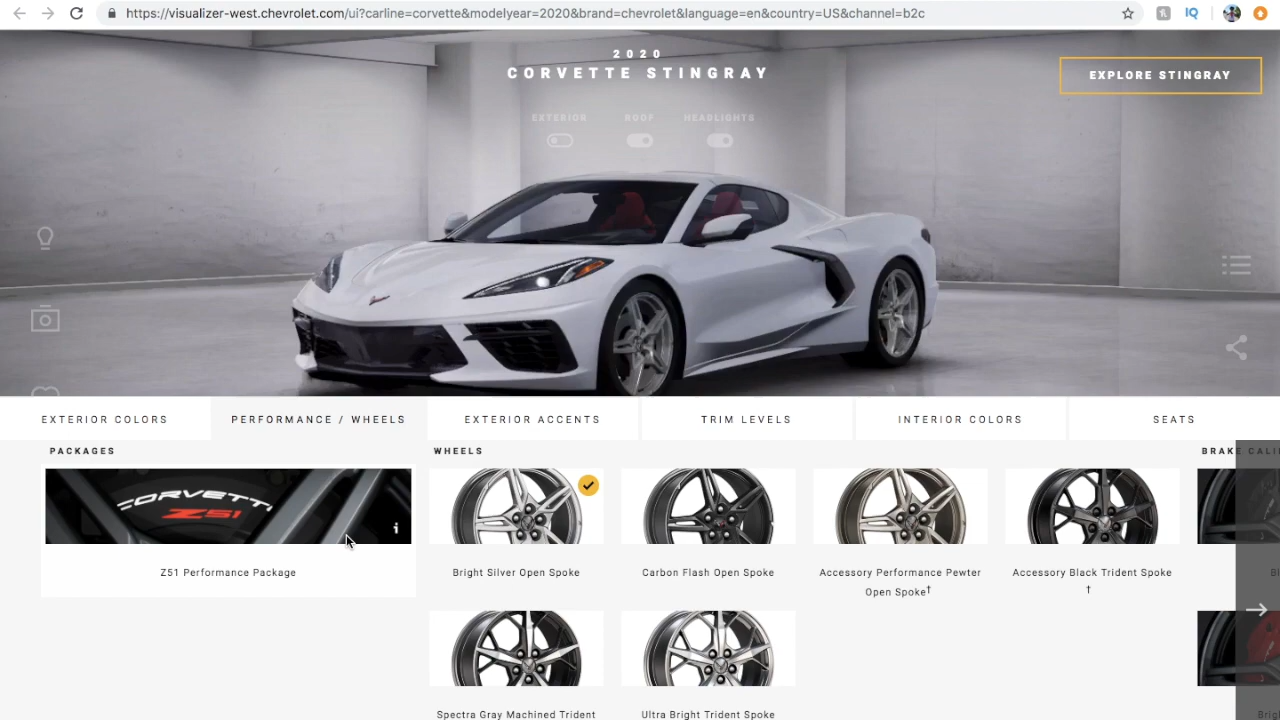 https://visualizer-west.chevrolet.com/ui?carline=corvette&modelyear=2020&brand=chevrolet&language=en&country=US&channel=b2c
IQ
2020
CORVETTE STINGRAY
EXPLORE STINGRAY
EXTERIOR ROOF HEADLIGHTS
EXTERIOR COLORS PERFORMANCE / WHEELS EXTERIOR ACCENTS TRIM LEVELS INTERIOR COLORS SEATS
PACKAGES WHEELS BRAKE CALI
CORVETT
Z51
i
Z51 Performance Package Bright Silver Open Spoke Carbon Flash Open Spoke Accessory Performance Pewter Accessory Black Trident Spoke
Open Spoke† †
Spectra Gray Machined Trident Ultra Bright Trident Spoke